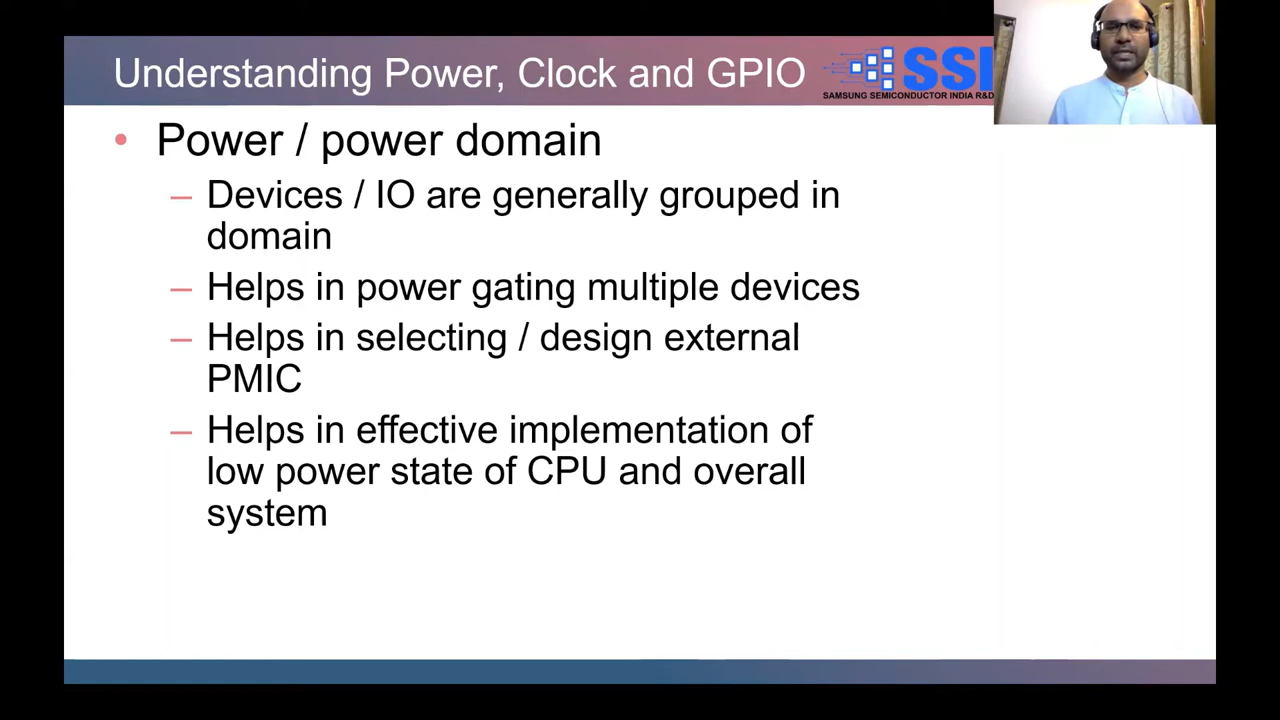 Understanding Power, Clock and GPIO
SSI
SAMSUNG SEMICONDUCTOR INDIA R&D
• Power / power domain
– Devices / IO are generally grouped in
domain
– Helps in power gating multiple devices
– Helps in selecting / design external
PMIC
– Helps in effective implementation of
low power state of CPU and overall
system